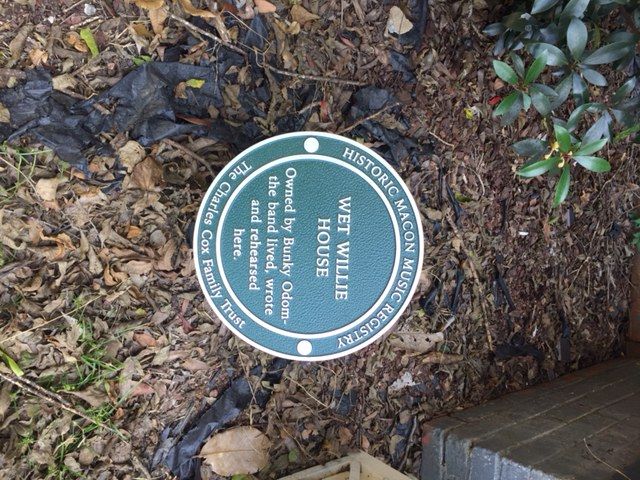 HISTORIC MACON MUSIC REGISTRY
WET WILLIE
HOUSE
Owned by Bunky Odom-
the band lived, wrote
and rehearsed
here.
The Charles Cox Family Trust